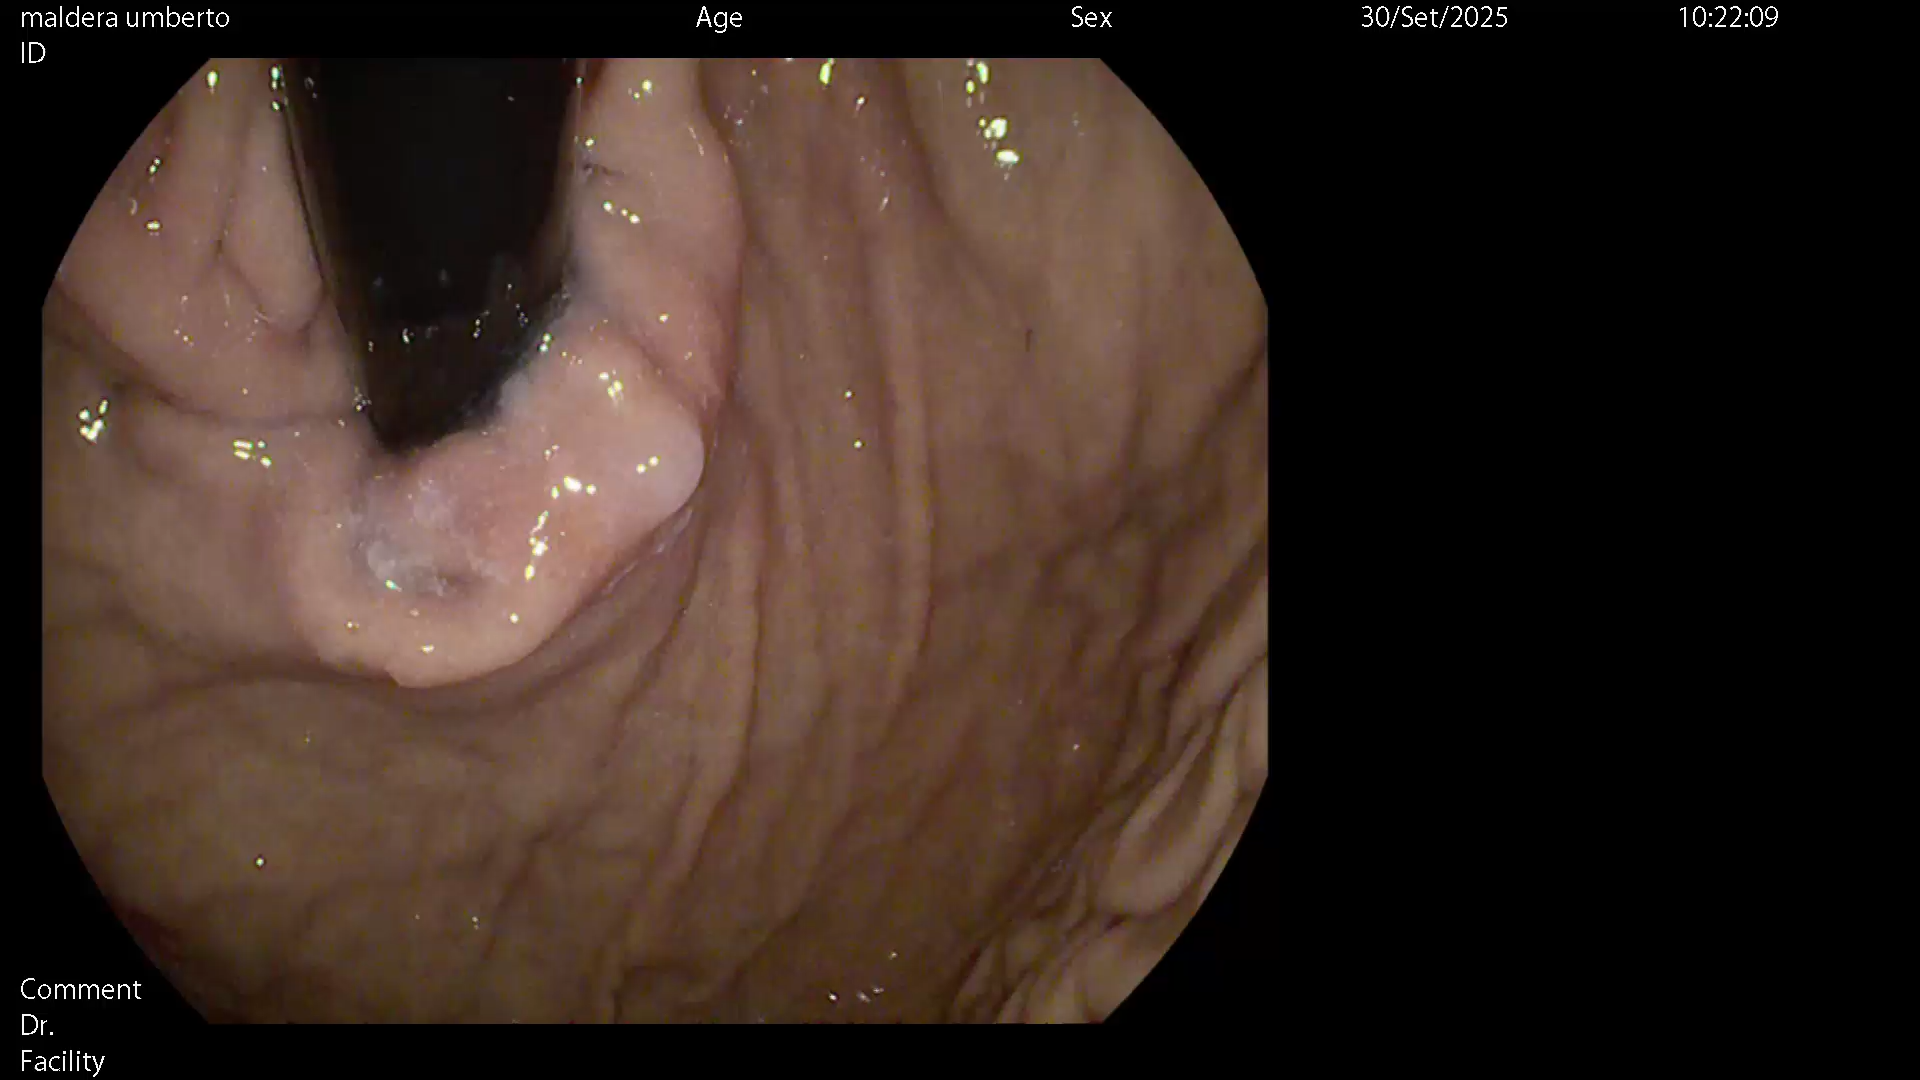 maldera umberto Age Sex 30/Set/2025 10:22:09
ID
Comment
Dr.
Facility